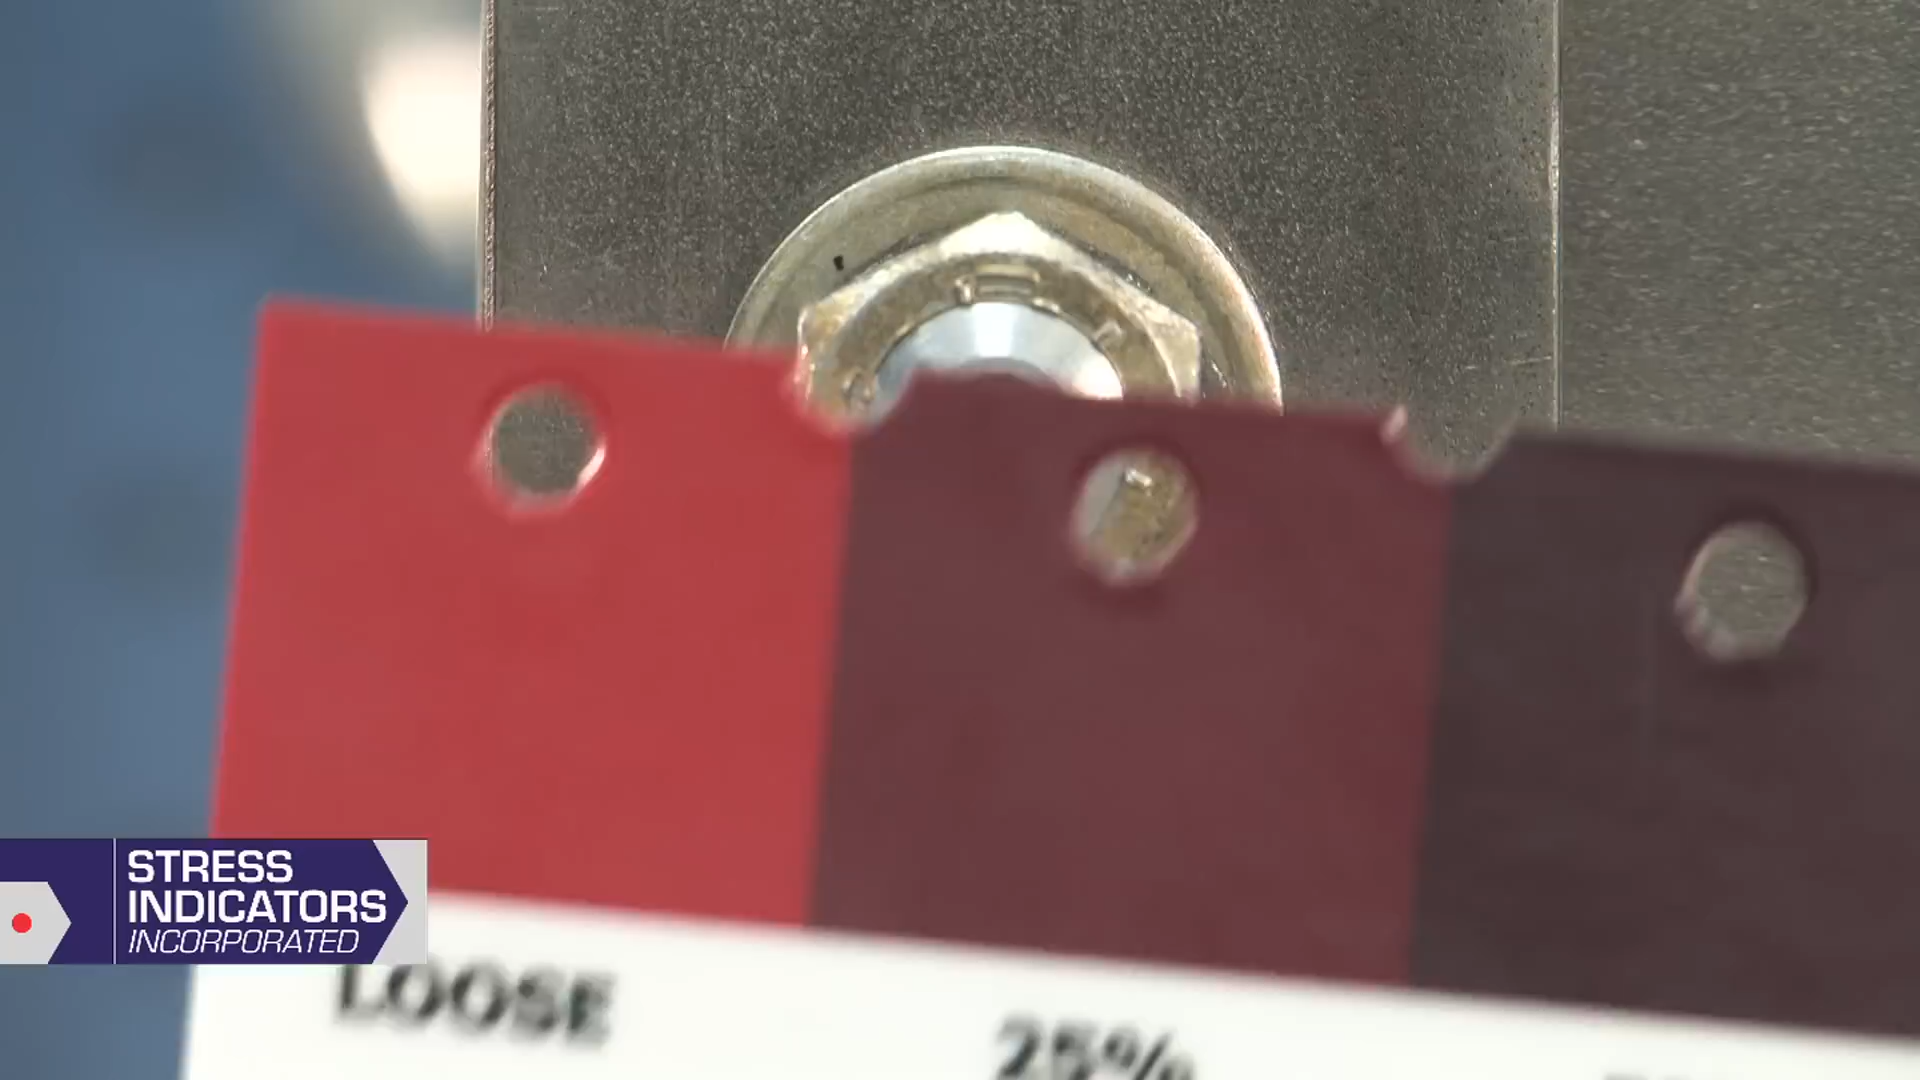 STRESS
INDICATORS
INCORPORATED
LOOSE
25%